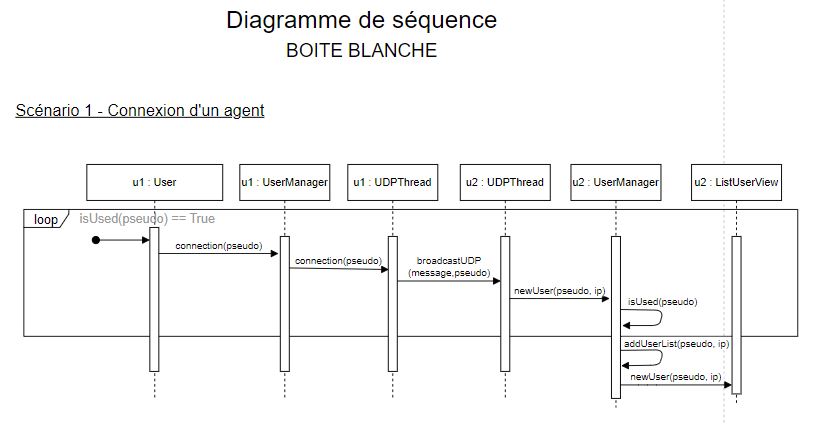 Diagramme de séquence
BOITE BLANCHE
Scénario 1 - Connexion d'un agent
u1 : User
u1 : UserManager
u1 : UDPThread
u2 : UDPThread
u2 : UserManager
u2 : ListUserView
loop
isUsed(pseudo) == True
connection(pseudo)
connection(pseudo)
broadcastUDP
(message,pseudo)
newUser(pseudo, ip)
isUsed(pseudo)
addUserList(pseudo, ip)
newUser(pseudo, ip)